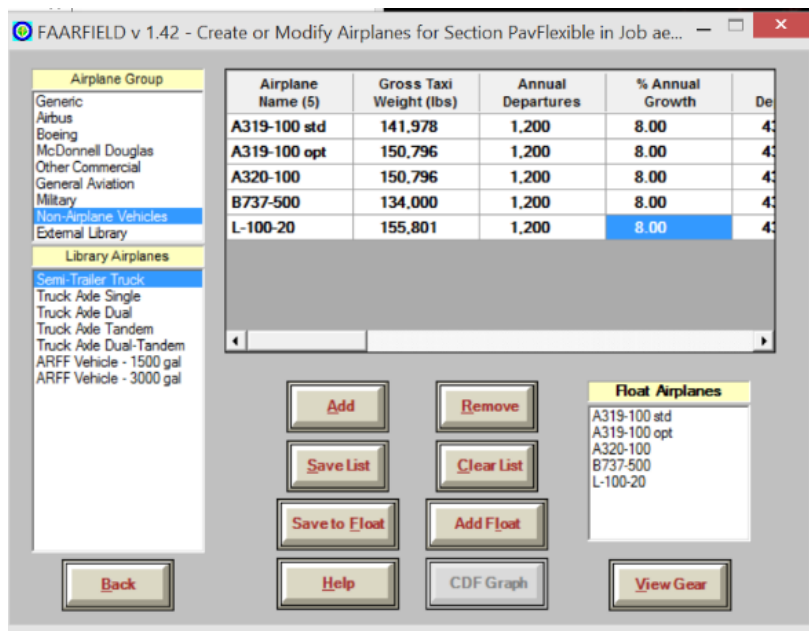 FAARFIELD v 1.42 - Create or Modify Airplanes for Section PavFlexible in Job ae...
Airplane Group
Generic
Airbus
Boeing
McDonnell Douglas
Other Commercial
General Aviation
Military
Non-Airplane Vehicles
External Library
Library Airplanes
Semi-Trailer Truck
Truck Axle Single
Truck Axle Dual
Truck Axle Tandem
Truck Axle Dual-Tandem
ARFF Vehicle - 1500 gal
ARFF Vehicle - 3000 gal
Airplane Gross Taxi Annual % Annual
Name (5) Weight (lbs) Departures Growth De
A319-100 std 141,978 1,200 8.00 43
A319-100 opt 150,796 1,200 8.00 43
A320-100 150,796 1,200 8.00 43
B737-500 134,000 1,200 8.00 43
L-100-20 155,801 1,200 8.00 43
Add Remove
Save List Clear List
Save to Float Add Float
Back Help CDF Graph View Gear
Float Airplanes
A319-100 std
A319-100 opt
A320-100
B737-500
L-100-20